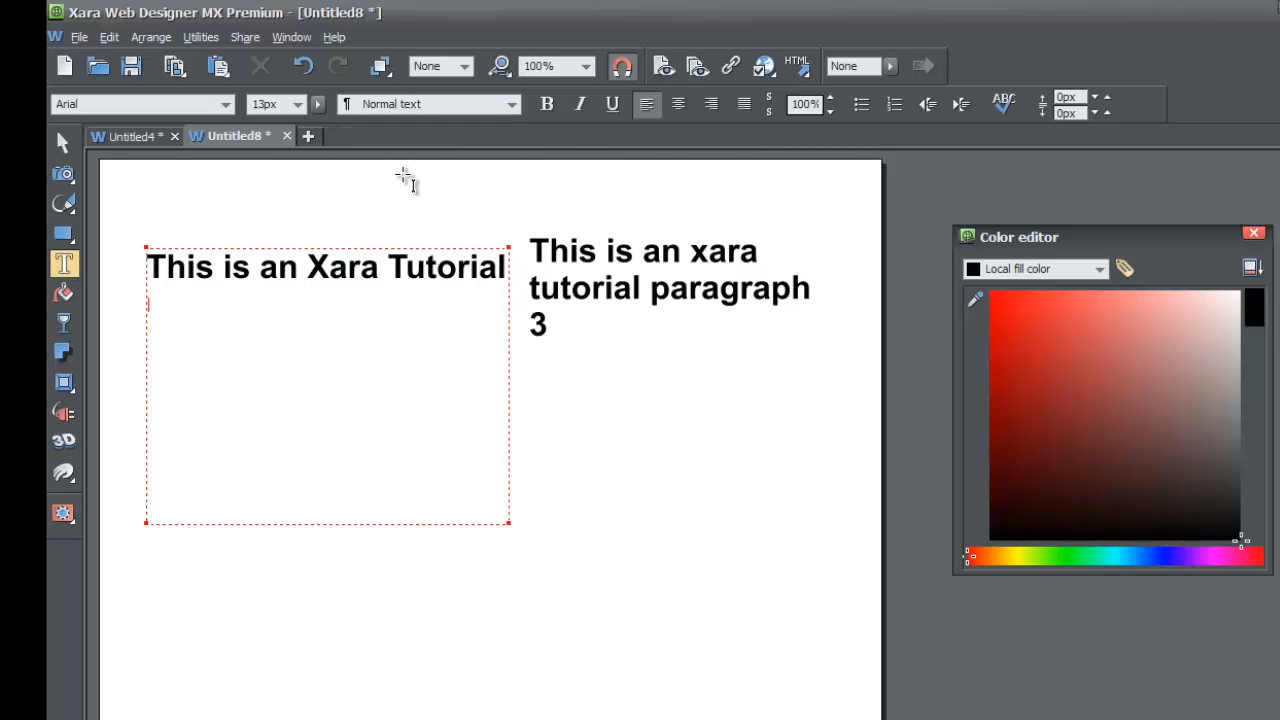 Xara Web Designer MX Premium - [Untitled8 *]
File Edit Arrange Utilities Share Window Help
None 100% HTML None
Arial 13px ¶ Normal text B I U S S 100% ABC 0px
0px
Untitled4 * Untitled8 *
This is an Xara Tutorial
This is an xara
tutorial paragraph
3
Color editor
Local fill color
T
3D